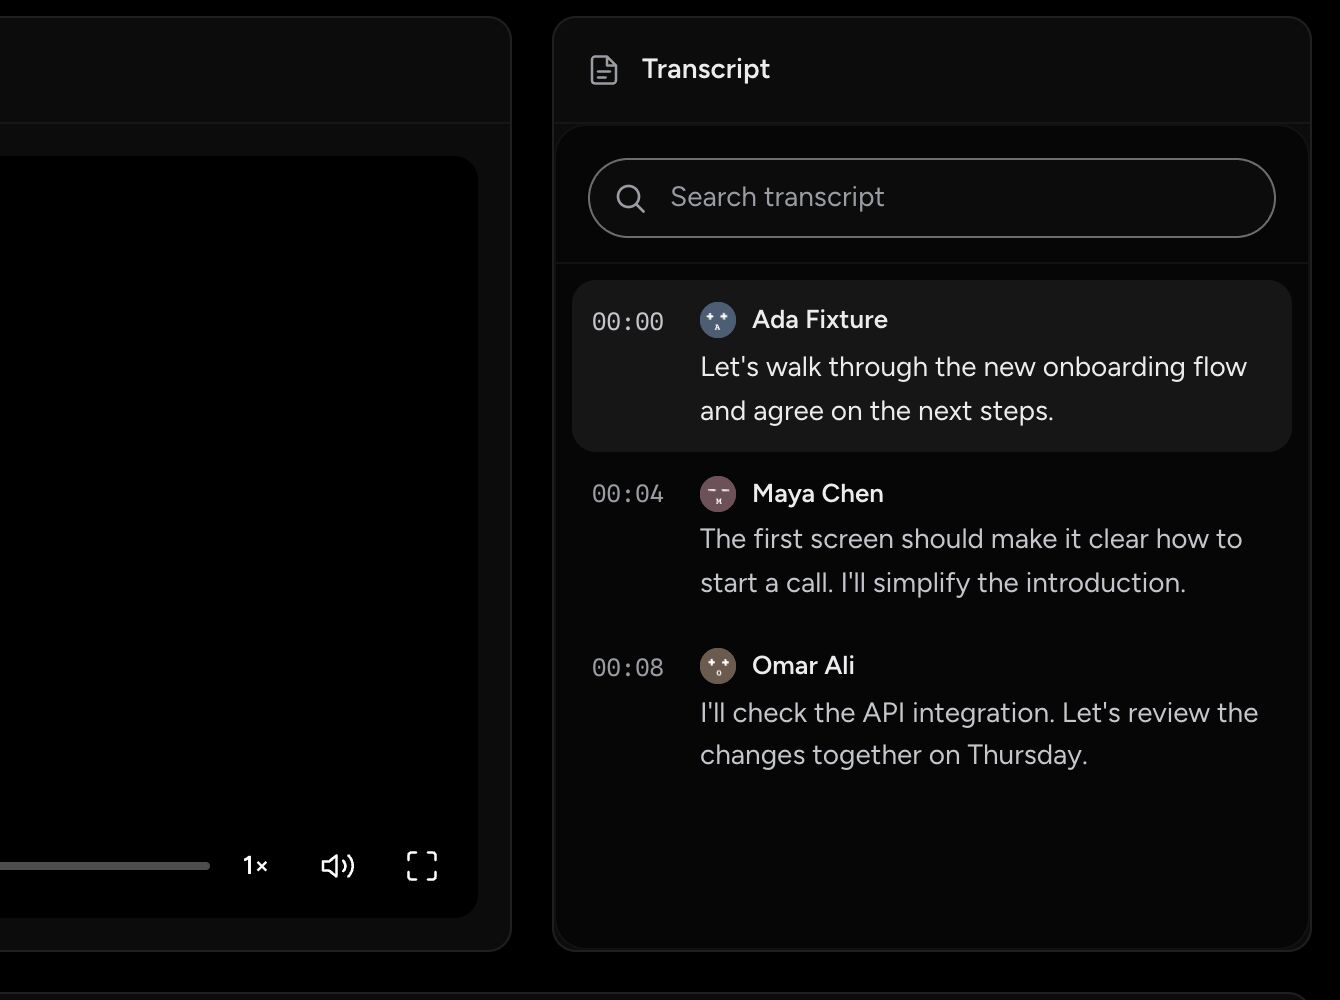 Transcript
Search transcript
00:00 Ada Fixture
Let's walk through the new onboarding flow
and agree on the next steps.
00:04 Maya Chen
The first screen should make it clear how to
start a call. I'll simplify the introduction.
00:08 Omar Ali
I'll check the API integration. Let's review the
changes together on Thursday.
1×